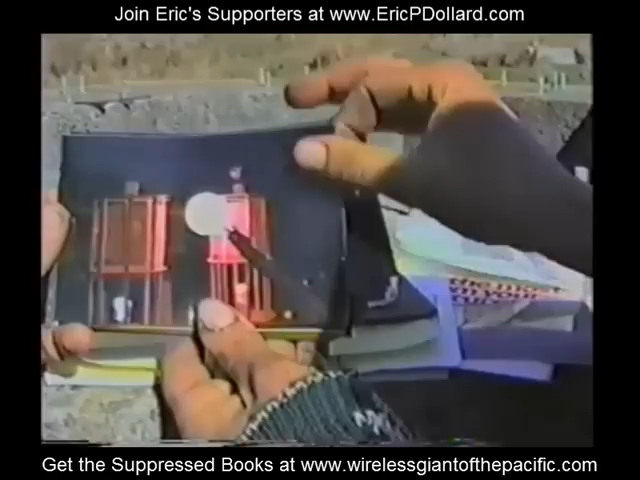 Join Eric's Supporters at www.EricPDollard.com
Get the Suppressed Books at www.wirelessgiantofthepacific.com